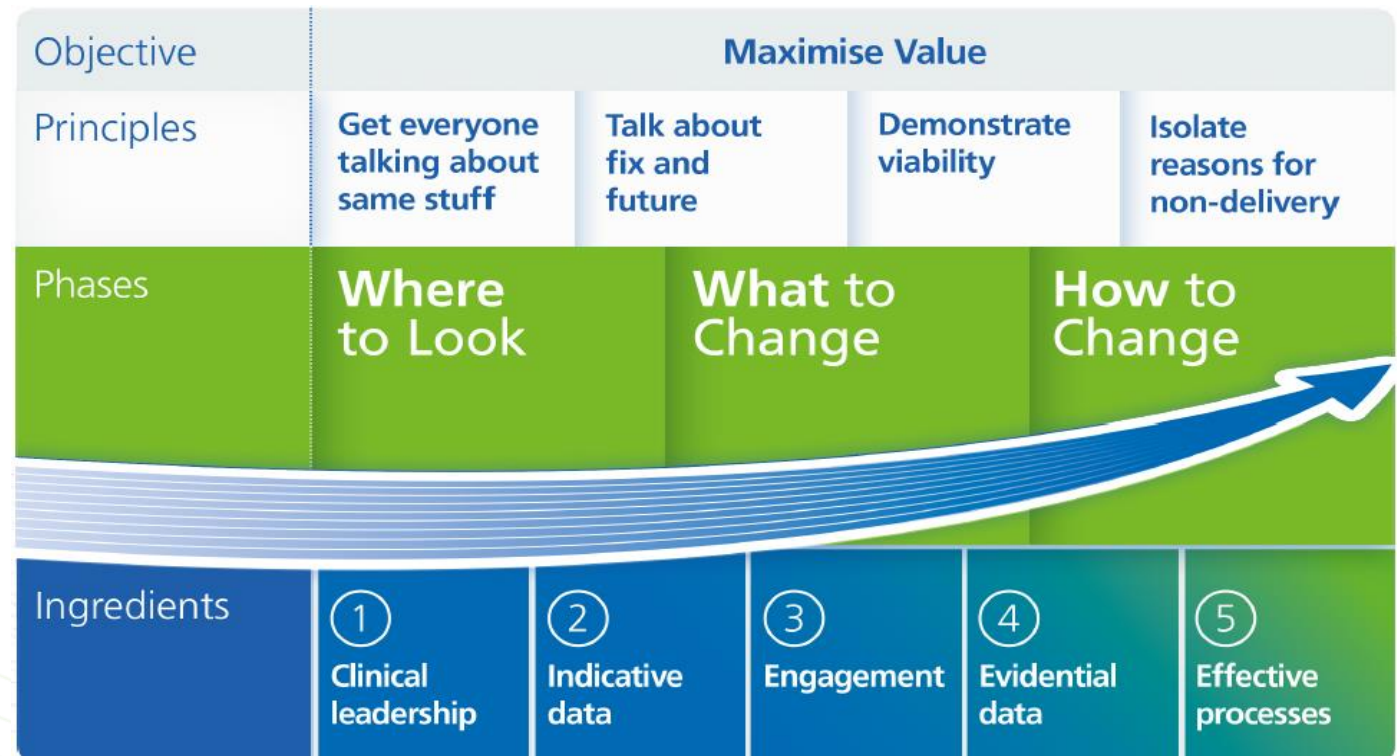 Objective
Maximise Value
Principles
Get everyone
talking about
same stuff
Talk about
fix and
future
Demonstrate
viability
Isolate
reasons for
non-delivery
Phases
Where
to Look
What to
Change
How to
Change
Ingredients
1
Clinical
leadership
2
Indicative
data
3
Engagement
4
Evidential
data
5
Effective
processes